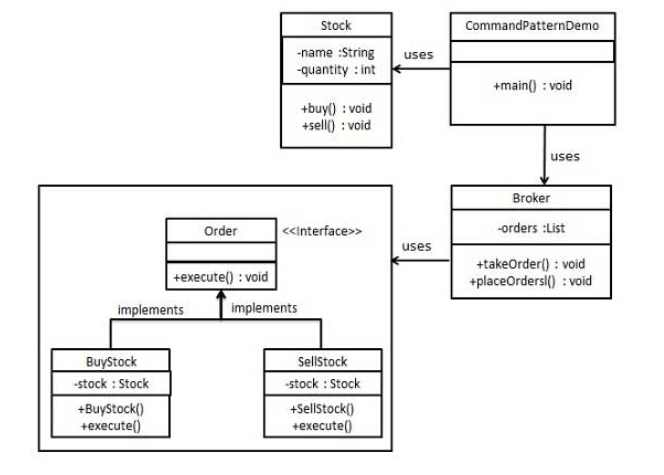 Stock
-name :String
-quantity : int
+buy() : void
+sell() : void
uses
CommandPatternDemo
+main() : void
uses
Broker
-orders :List
+takeOrder() : void
+placeOrdersl() : void
uses
Order
<<Interface>>
+execute() : void
implements
implements
BuyStock
-stock : Stock
+BuyStock()
+execute()
SellStock
-stock : Stock
+SellStock()
+execute()